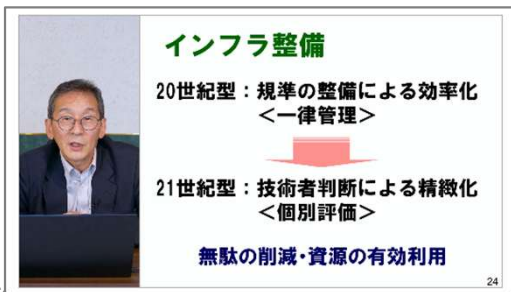 インフラ整備
20世紀型：規準の整備による効率化
＜一律管理＞
21世紀型：技術者判断による精緻化
＜個別評価＞
無駄の削減・資源の有効利用
24